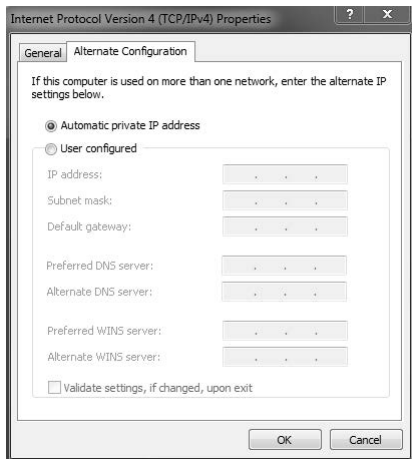 Internet Protocol Version 4 (TCP/IPv4) Properties
? X
General Alternate Configuration
If this computer is used on more than one network, enter the alternate IP
settings below.
Automatic private IP address
User configured
IP address:
Subnet mask:
Default gateway:
Preferred DNS server:
Alternate DNS server:
Preferred WINS server:
Alternate WINS server:
Validate settings, if changed, upon exit
OK Cancel